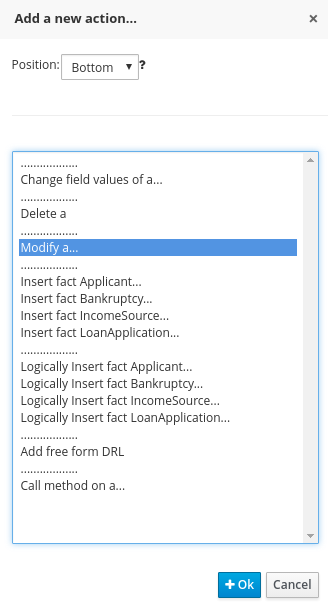 Add a new action...
×
Position: Bottom ▼ ?
..................
Change field values of a...
..................
Delete a
..................
Modify a...
..................
Insert fact Applicant...
Insert fact Bankruptcy...
Insert fact IncomeSource...
Insert fact LoanApplication...
..................
Logically Insert fact Applicant...
Logically Insert fact Bankruptcy...
Logically Insert fact IncomeSource...
Logically Insert fact LoanApplication...
..................
Add free form DRL
..................
Call method on a...
+ Ok
Cancel